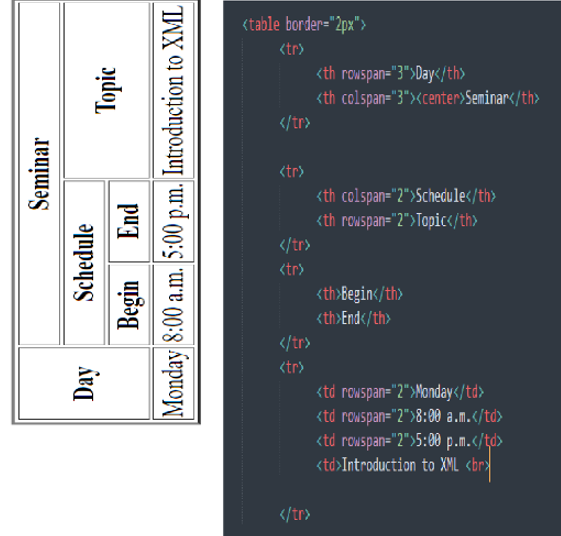 Seminar
Day
Schedule
Topic
Begin
End
Monday 8:00 a.m. 5:00 p.m. Introduction to XML
<table border="2px">
<tr>
<th rowspan="3">Day</th>
<th colspan="3"><center>Seminar</th>
</tr>
<tr>
<th colspan="2">Schedule</th>
<th rowspan="2">Topic</th>
</tr>
<tr>
<th>Begin</th>
<th>End</th>
</tr>
<tr>
<td rowspan="2">Monday</td>
<td rowspan="2">8:00 a.m.</td>
<td rowspan="2">5:00 p.m.</td>
<td>Introduction to XML <br>
</tr>